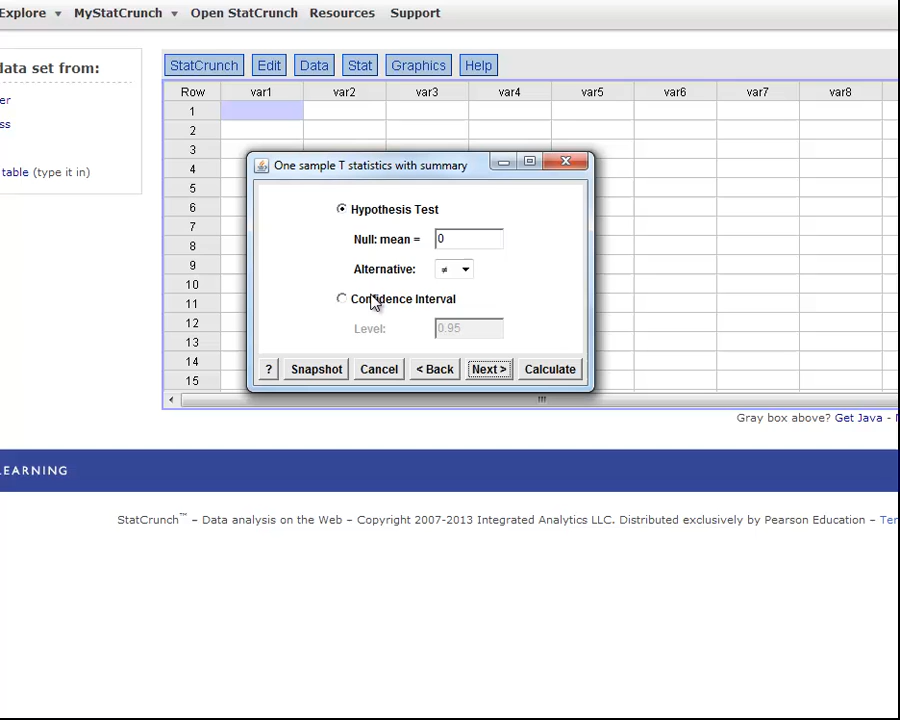 Explore MyStatCrunch Open StatCrunch Resources Support
data set from:
er
ss
table (type it in)
StatCrunch Edit Data Stat Graphics Help
Row var1 var2 var3 var4 var5 var6 var7 var8
1
2
3
4
5
6
7
8
9
10
11
12
13
14
15
One sample T statistics with summary
Hypothesis Test
Null: mean = 0
Alternative: ≠
Confidence Interval
Level: 0.95
? Snapshot Cancel < Back Next > Calculate
Gray box above? Get Java -
LEARNING
StatCrunch™ – Data analysis on the Web – Copyright 2007-2013 Integrated Analytics LLC. Distributed exclusively by Pearson Education – Ter